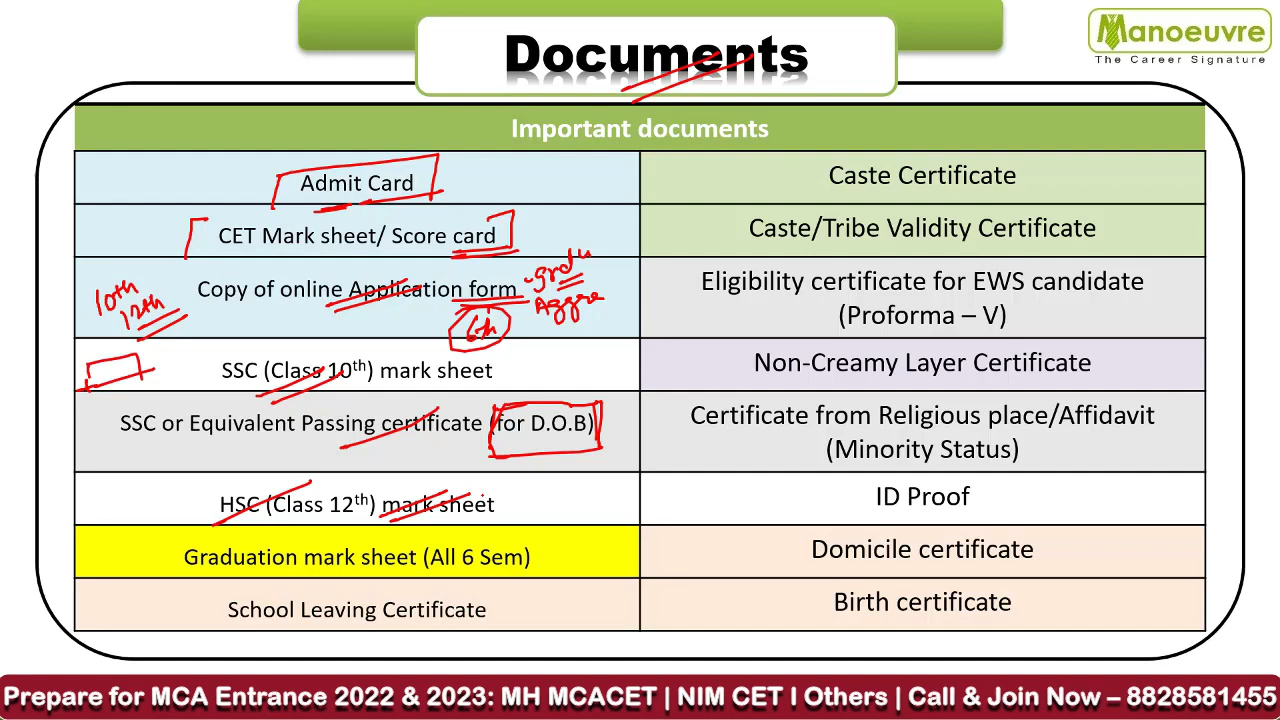 Documents
Manoeuvre
The Career Signature
Important documents
Admit Card
Caste Certificate
CET Mark sheet/ Score card
Caste/Tribe Validity Certificate
Copy of online Application form
10th
12th
6th
Eligibility certificate for EWS candidate
(Proforma – V)
SSC (Class 10th) mark sheet
Non-Creamy Layer Certificate
SSC or Equivalent Passing certificate (for D.O.B)
Certificate from Religious place/Affidavit
(Minority Status)
HSC (Class 12th) mark sheet
ID Proof
Graduation mark sheet (All 6 Sem)
Domicile certificate
School Leaving Certificate
Birth certificate
Prepare for MCA Entrance 2022 & 2023: MH MCACET | NIM CET I Others | Call & Join Now – 8828581455